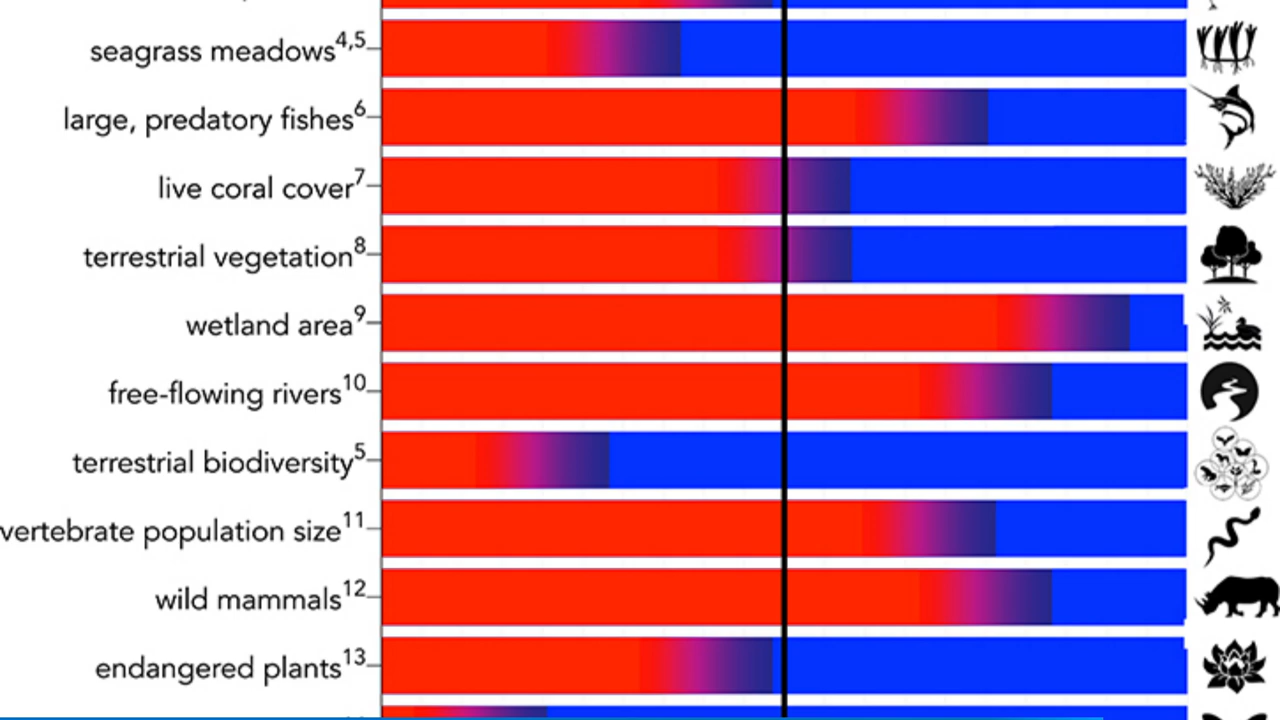 seagrass meadows4,5
large, predatory fishes6
live coral cover7
terrestrial vegetation8
wetland area9
free-flowing rivers10
terrestrial biodiversity5
vertebrate population size11
wild mammals12
endangered plants13